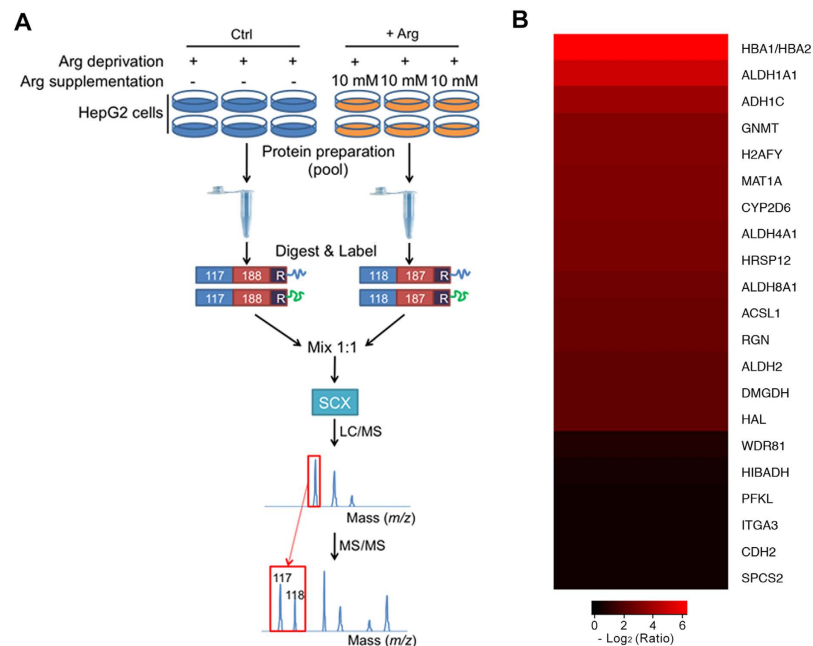 A
Ctrl
+ Arg
Arg deprivation + + + + + +
Arg supplementation - - - 10 mM 10 mM 10 mM
HepG2 cells
Protein preparation
(pool)
Digest & Label
117 188 R
117 188 R
118 187 R
118 187 R
Mix 1:1
SCX
LC/MS
Mass (m/z)
MS/MS
117
118
Mass (m/z)
B
HBA1/HBA2
ALDH1A1
ADH1C
GNMT
H2AFY
MAT1A
CYP2D6
ALDH4A1
HRSP12
ALDH8A1
ACSL1
RGN
ALDH2
DMGDH
HAL
WDR81
HIBADH
PFKL
ITGA3
CDH2
SPCS2
0 2 4 6
- Log₂ (Ratio)